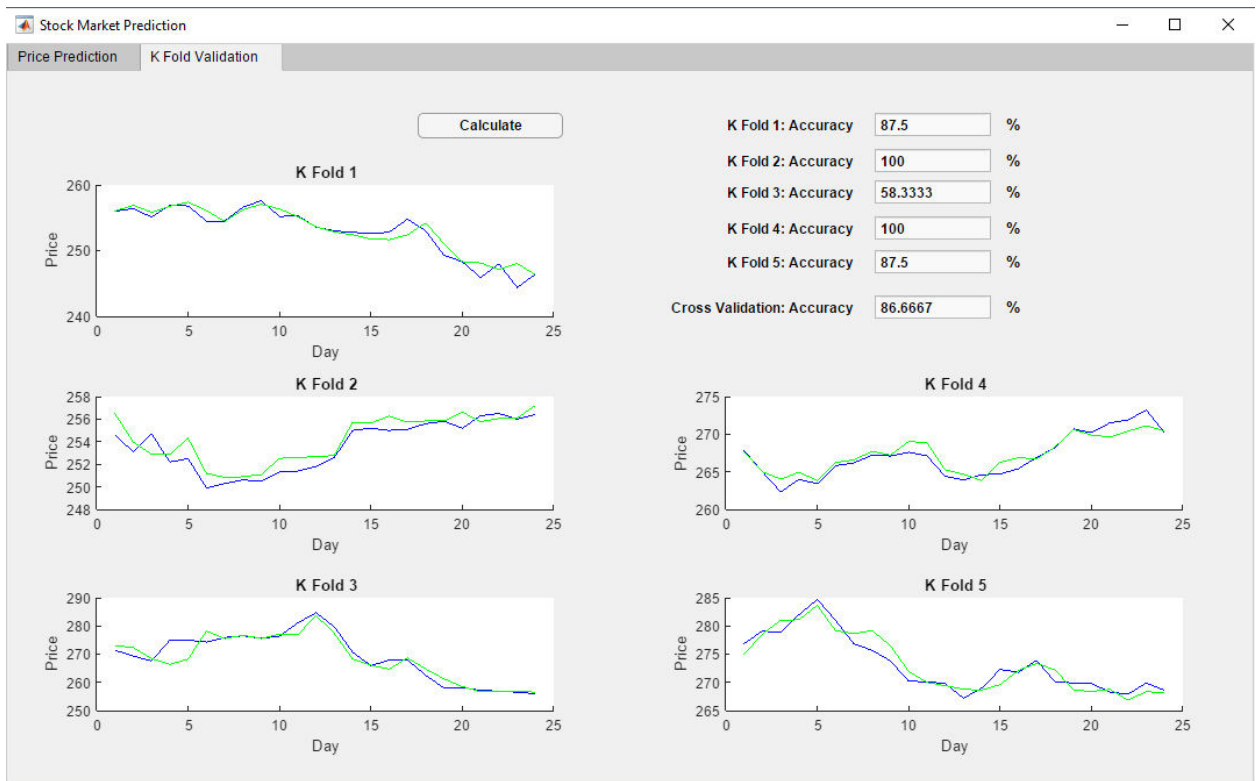 Stock Market Prediction
Price Prediction
K Fold Validation
Calculate
K Fold 1: Accuracy 87.5 %
K Fold 2: Accuracy 100 %
K Fold 3: Accuracy 58.3333 %
K Fold 4: Accuracy 100 %
K Fold 5: Accuracy 87.5 %
Cross Validation: Accuracy 86.6667 %
K Fold 1
260
250
240
Price
0 5 10 15 20 25
Day
K Fold 2
258
256
254
252
250
248
Price
0 5 10 15 20 25
Day
K Fold 4
275
270
265
260
Price
0 5 10 15 20 25
Day
K Fold 3
290
280
270
260
250
Price
0 5 10 15 20 25
Day
K Fold 5
285
280
275
270
265
Price
0 5 10 15 20 25
Day